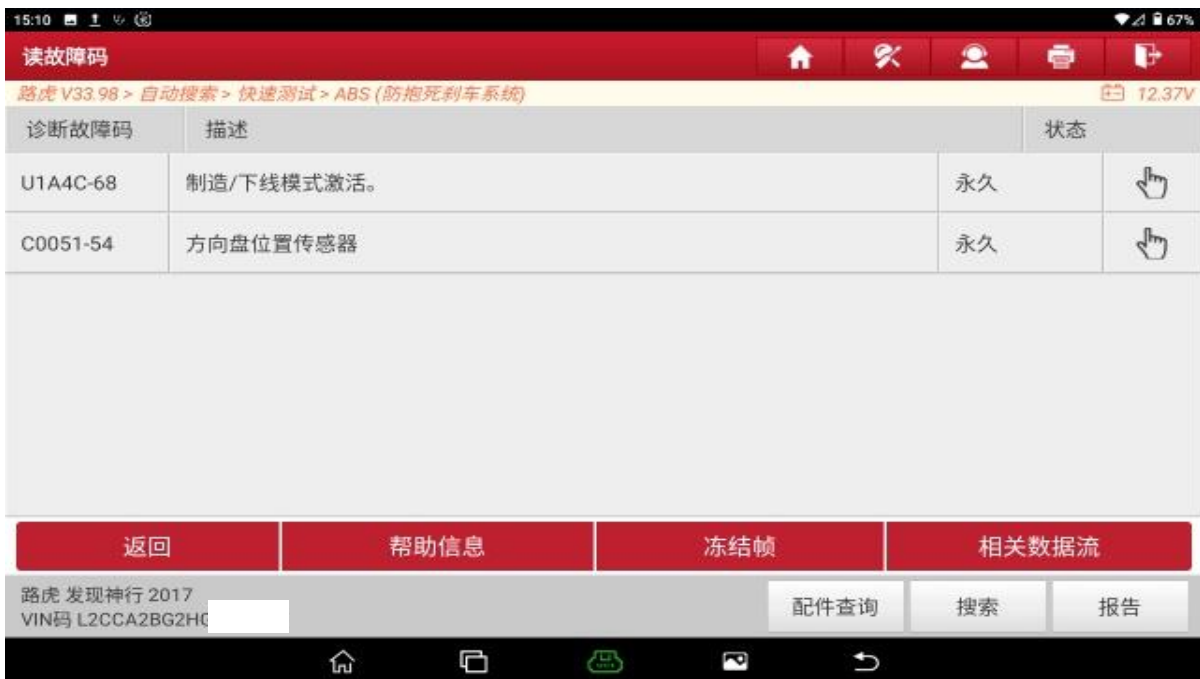 15:10 67%
读故障码
路虎 V33.98 > 自动搜索 > 快速测试 > ABS (防抱死刹车系统) 12.37V
诊断故障码 描述 状态
U1A4C-68 制造/下线模式激活。 永久
C0051-54 方向盘位置传感器 永久
返回 帮助信息 冻结帧 相关数据流
路虎 发现神行 2017
VIN码 L2CCA2BG2HG
配件查询 搜索 报告